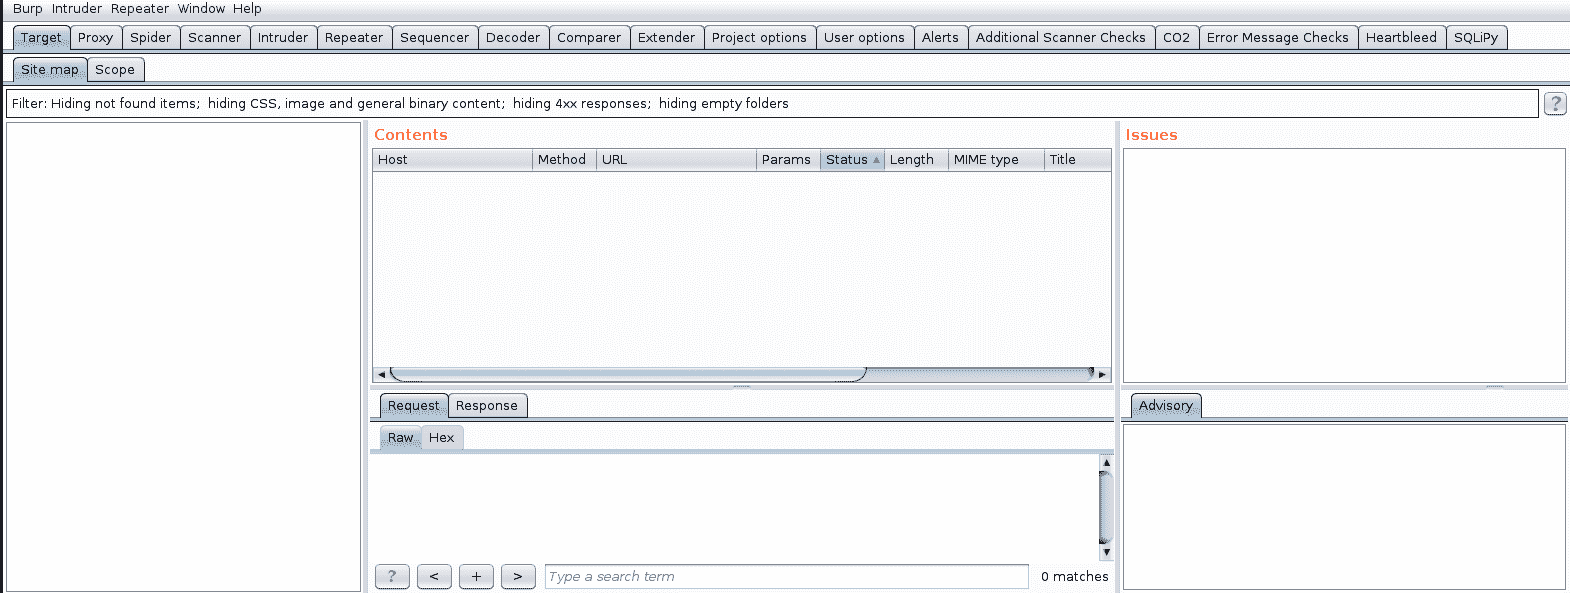 Burp Intruder Repeater Window Help
Target Proxy Spider Scanner Intruder Repeater Sequencer Decoder Comparer Extender Project options User options Alerts Additional Scanner Checks CO2 Error Message Checks Heartbleed SQLiPy
Site map Scope
Filter: Hiding not found items; hiding CSS, image and general binary content; hiding 4xx responses; hiding empty folders ?
Contents
Host Method URL Params Status Length MIME type Title
Issues
Request Response
Raw Hex
? < + > Type a search term 0 matches
Advisory